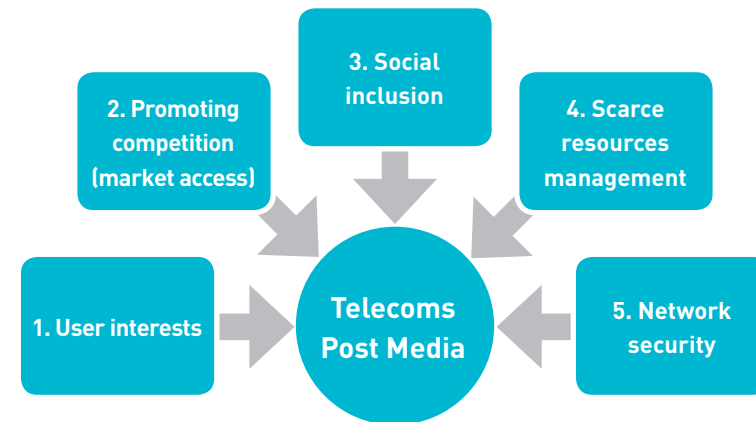 3. Social
inclusion
2. Promoting
competition
(market access)
4. Scarce
resources
management
1. User interests
Telecoms
Post Media
5. Network
security